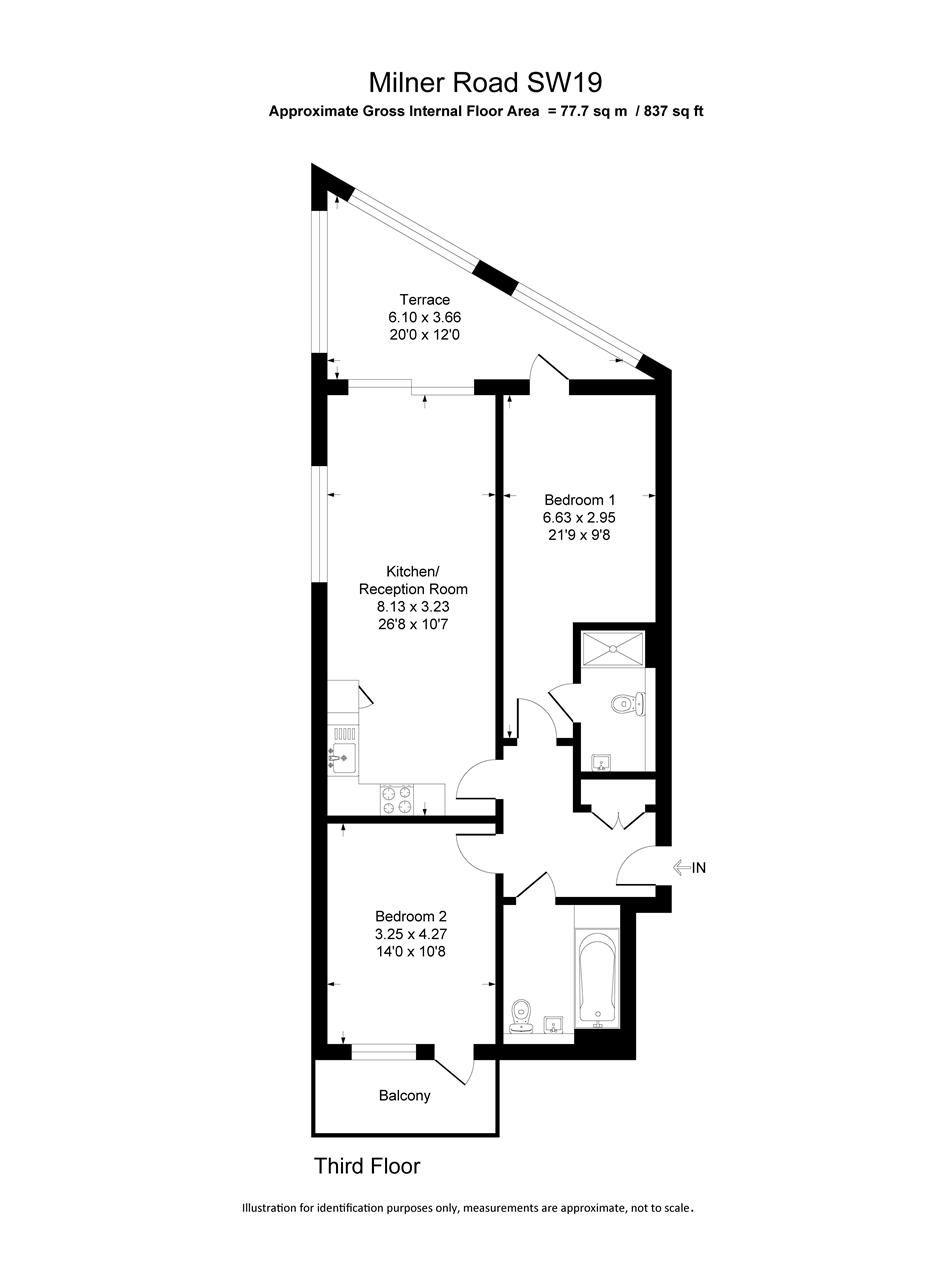 Milner Road SW19
Approximate Gross Internal Floor Area = 77.7 sq m / 837 sq ft
Terrace
6.10 x 3.66
20'0 x 12'0
Bedroom 1
6.63 x 2.95
21'9 x 9'8
Kitchen/
Reception Room
8.13 x 3.23
26'8 x 10'7
IN
Bedroom 2
3.25 x 4.27
14'0 x 10'8
Balcony
Third Floor
Illustration for identification purposes only, measurements are approximate, not to scale.